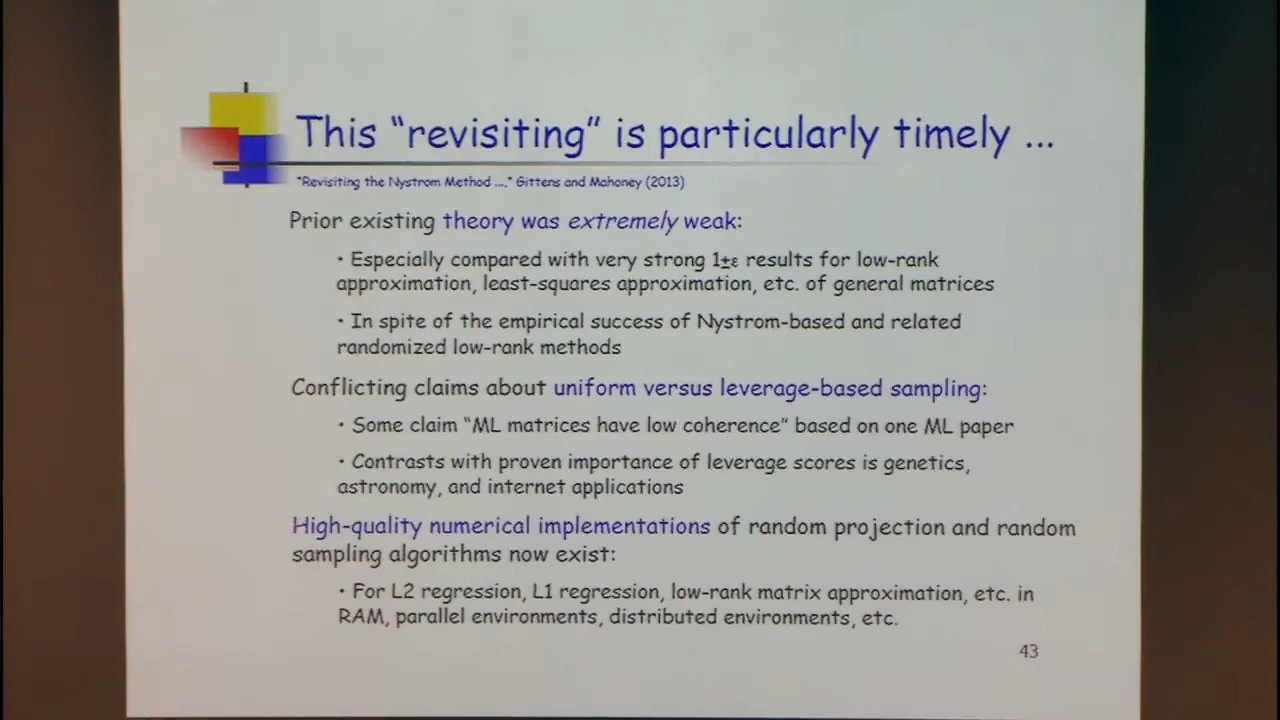 This “revisiting” is particularly timely ...
“Revisiting the Nystrom Method ...,” Gittens and Mahoney (2013)
Prior existing theory was extremely weak:
• Especially compared with very strong 1±ε results for low-rank
approximation, least-squares approximation, etc. of general matrices
• In spite of the empirical success of Nystrom-based and related
randomized low-rank methods
Conflicting claims about uniform versus leverage-based sampling:
• Some claim “ML matrices have low coherence” based on one ML paper
• Contrasts with proven importance of leverage scores is genetics,
astronomy, and internet applications
High-quality numerical implementations of random projection and random
sampling algorithms now exist:
• For L2 regression, L1 regression, low-rank matrix approximation, etc. in
RAM, parallel environments, distributed environments, etc.
43